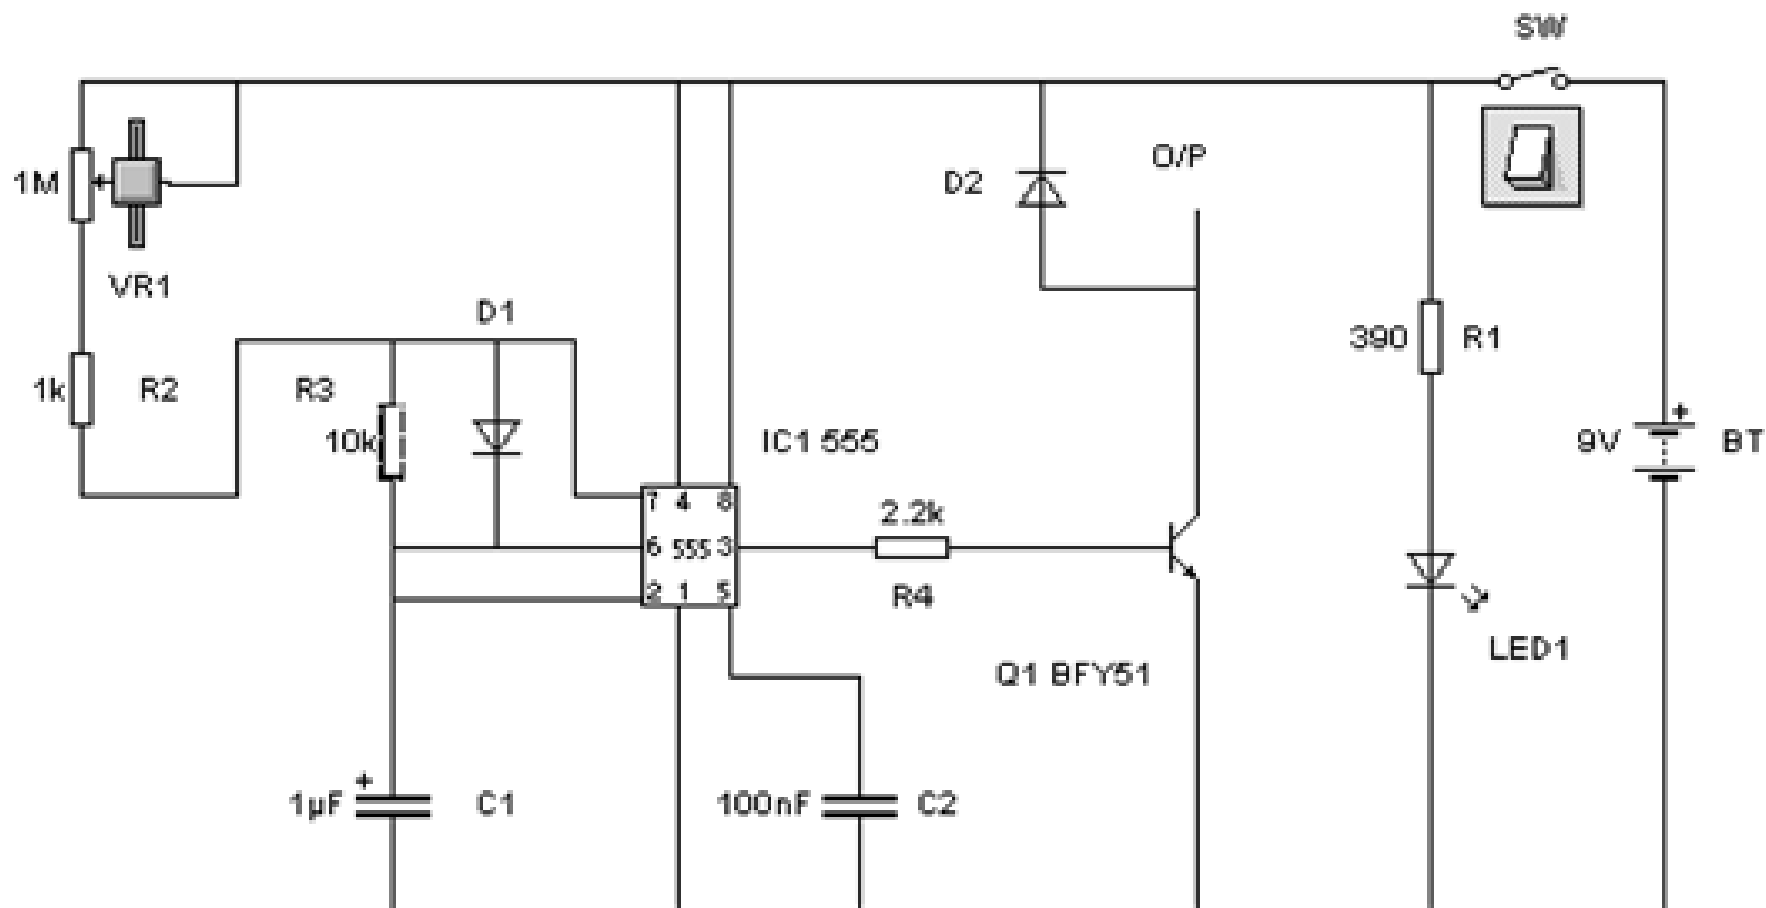 SW
O/P
D2
1M
VR1
D1
390 R1
1k R2 R3
10k
IC1 555
9V BT
+
7 4 8
6 555 3
2 1 5
2.2k
R4
LED1
Q1 BFY51
+
1µF C1
100nF C2